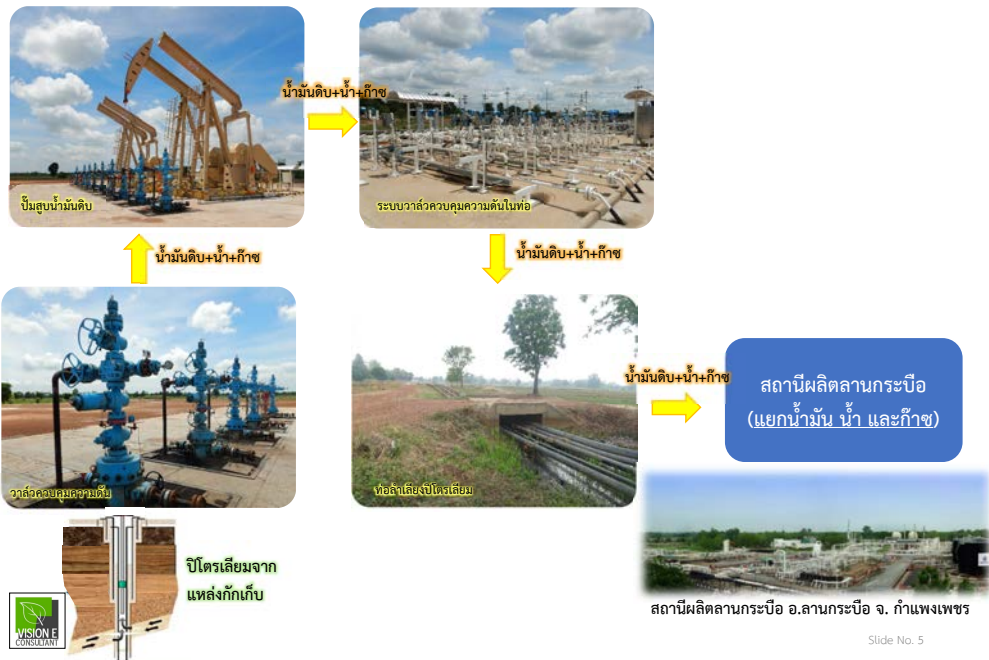 น้ำมันดิบ+น้ำ+ก๊าซ
ปั๊มสูบน้ำมันดิบ
ระบบวาล์วควบคุมความดันในท่อ
น้ำมันดิบ+น้ำ+ก๊าซ
น้ำมันดิบ+น้ำ+ก๊าซ
น้ำมันดิบ+น้ำ+ก๊าซ
สถานีผลิตลานกระบือ
(แยกน้ำมัน น้ำ และก๊าซ)
วาล์วควบคุมความดัน
ท่อลำเลียงปิโตรเลียม
ปิโตรเลียมจาก
แหล่งกักเก็บ
สถานีผลิตลานกระบือ อ.ลานกระบือ จ. กำแพงเพชร
VISION E
CONSULTANT
Slide No. 5